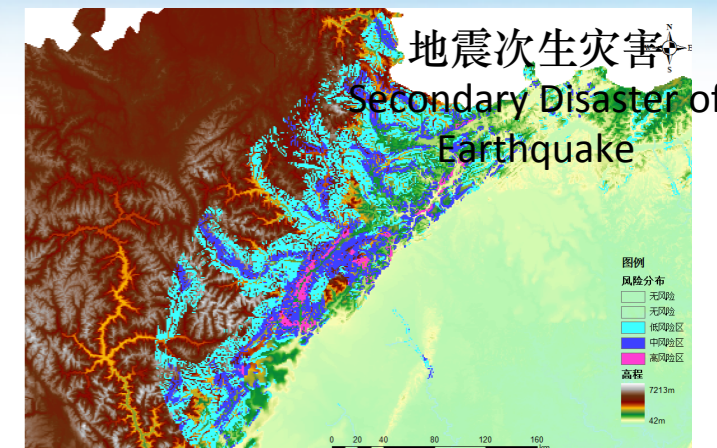 地震次生灾害
Secondary Disaster of
Earthquake
N
E
S
图例
风险分布
无风险
无风险
低风险区
中风险区
高风险区
高程
7213m
42m
0 20 40 80 120 160